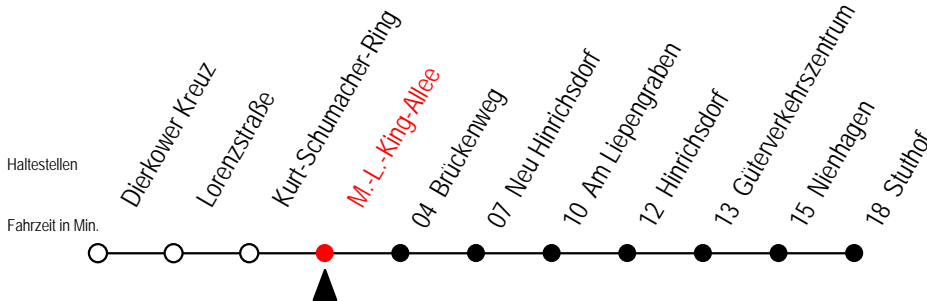 Haltestellen
Fahrzeit in Min.
Dierkower Kreuz
Lorenzstraße
Kurt-Schumacher-Ring
M.-L.-King-Allee
04 Brückenweg
07 Neu Hinrichsdorf
10 Am Liepengraben
12 Hinrichsdorf
13 Güterverkehrszentrum
15 Nienhagen
18 Stuthof